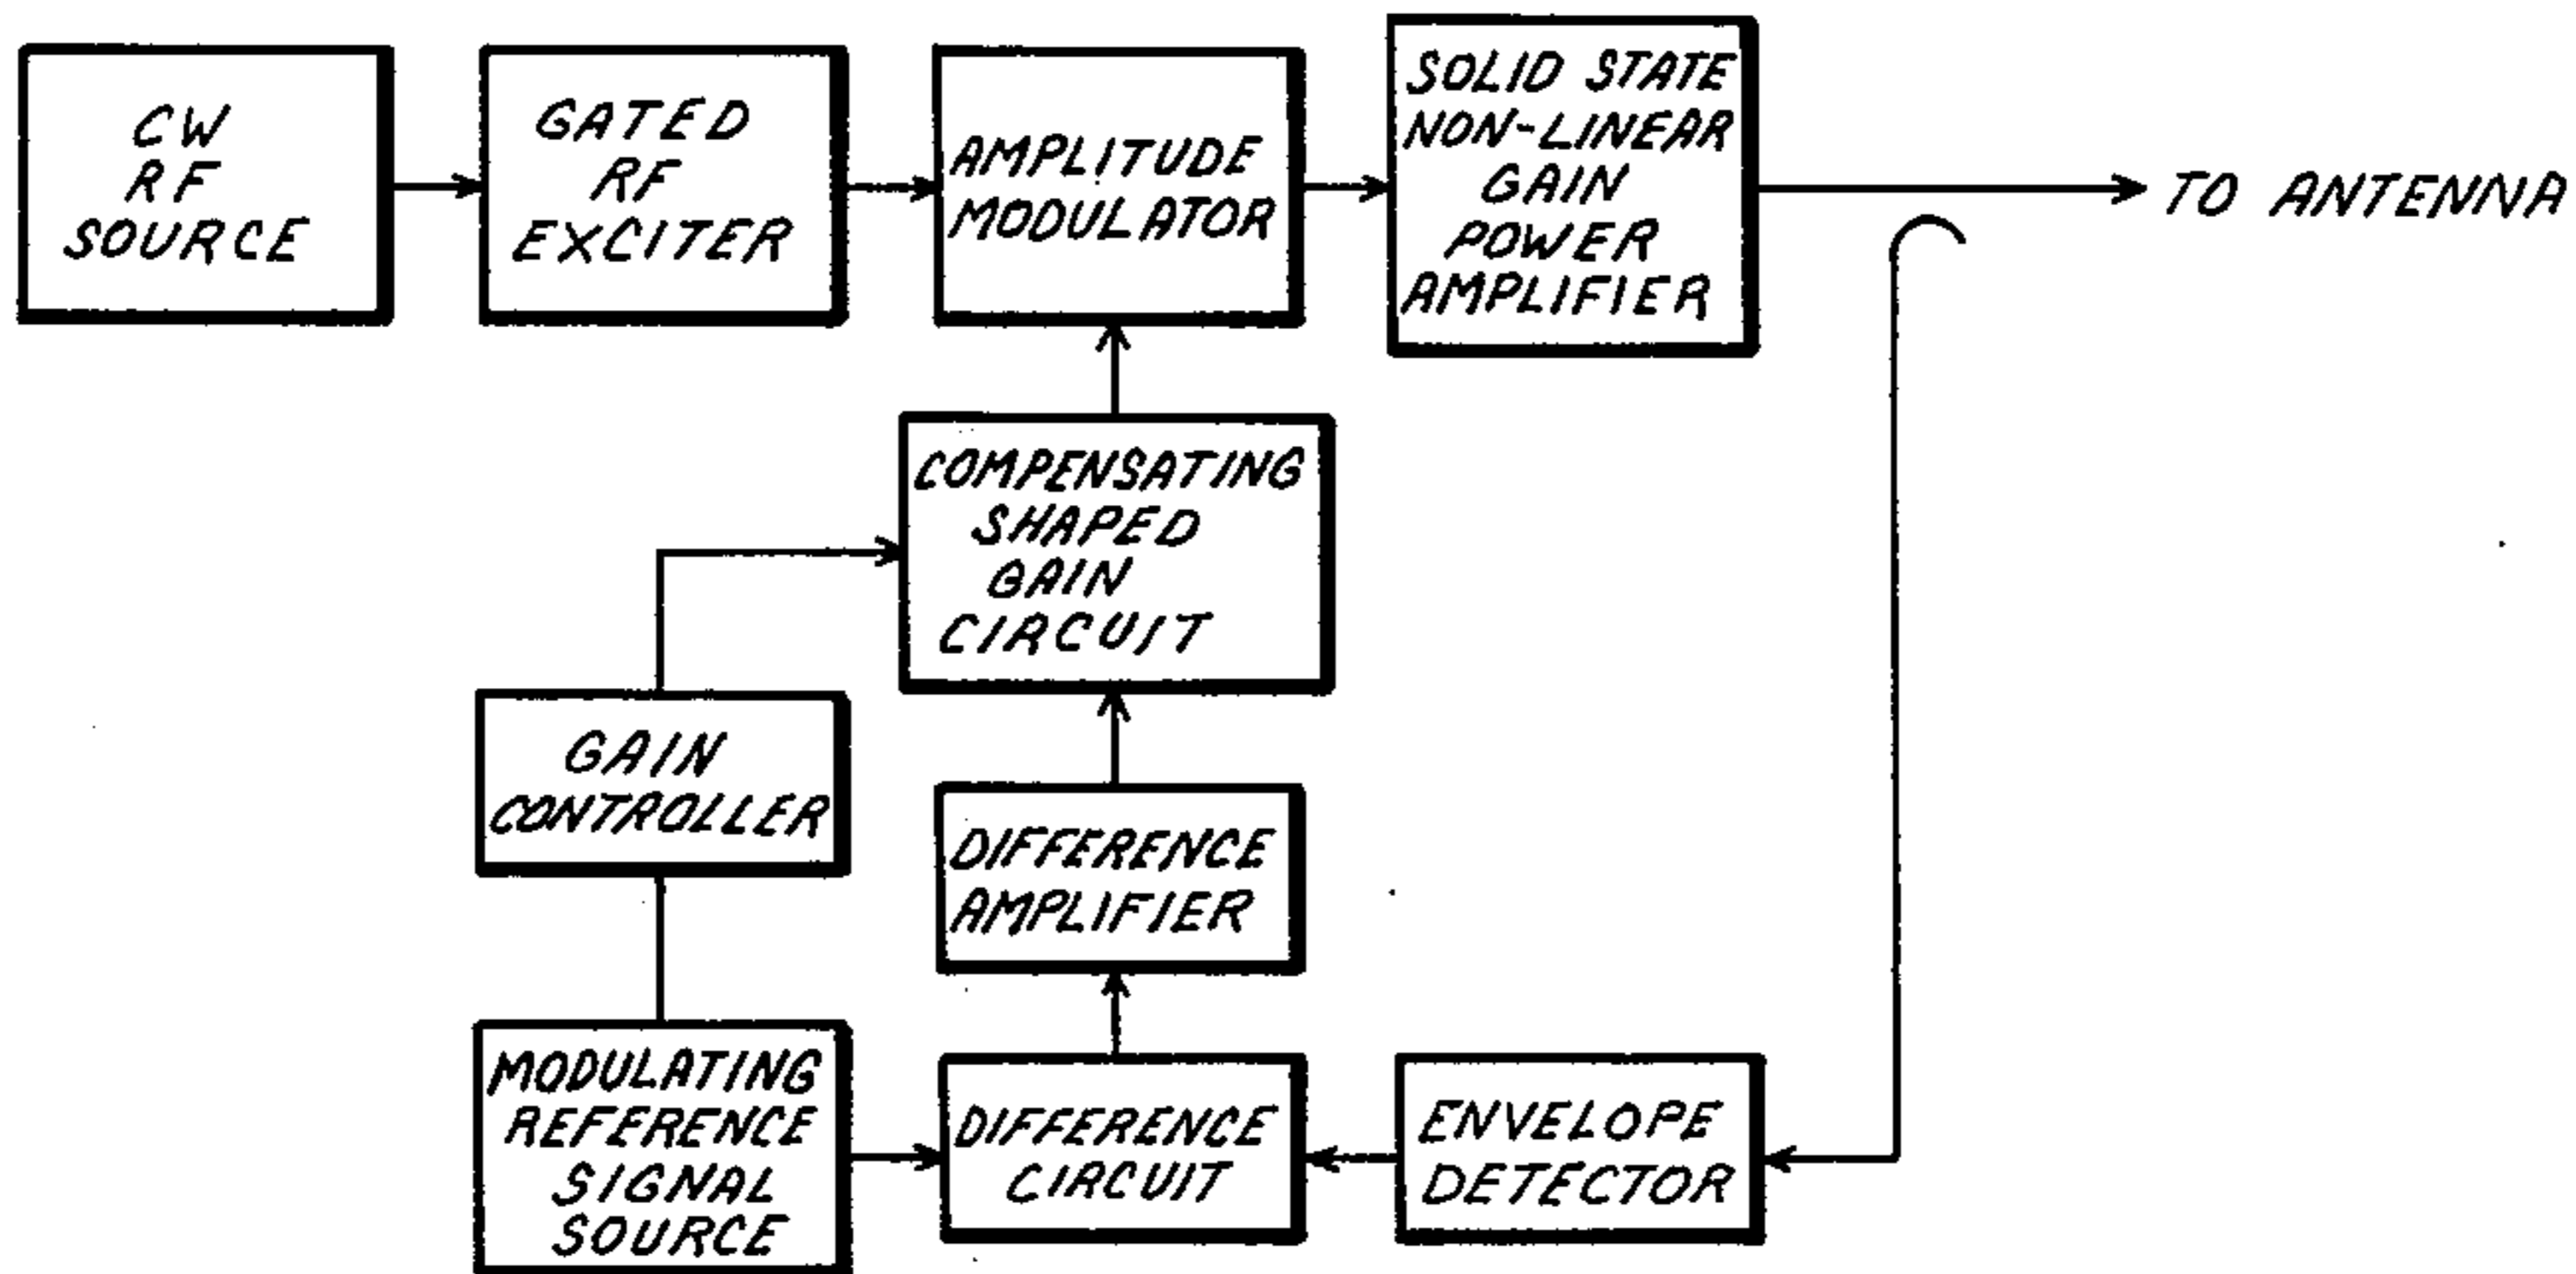 CW
RF
SOURCE
GATED
RF
EXCITER
AMPLITUDE
MODULATOR
SOLID STATE
NON-LINEAR
GAIN
POWER
AMPLIFIER
TO ANTENNA
COMPENSATING
SHAPED
GAIN
CIRCUIT
GAIN
CONTROLLER
DIFFERENCE
AMPLIFIER
MODULATING
REFERENCE
SIGNAL
SOURCE
DIFFERENCE
CIRCUIT
ENVELOPE
DETECTOR